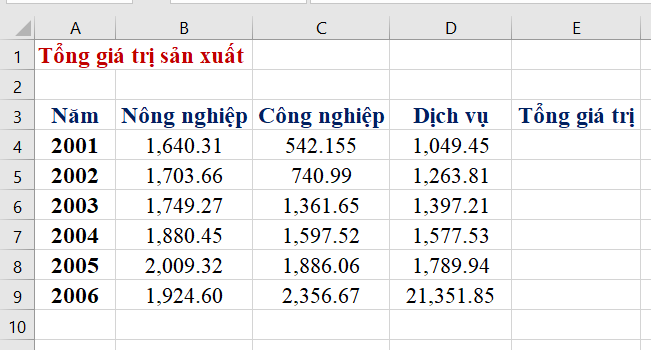 A B C D E
1 Tổng giá trị sản xuất
2
3 Năm Nông nghiệp Công nghiệp Dịch vụ Tổng giá trị
4 2001 1,640.31 542.155 1,049.45
5 2002 1,703.66 740.99 1,263.81
6 2003 1,749.27 1,361.65 1,397.21
7 2004 1,880.45 1,597.52 1,577.53
8 2005 2,009.32 1,886.06 1,789.94
9 2006 1,924.60 2,356.67 21,351.85
10